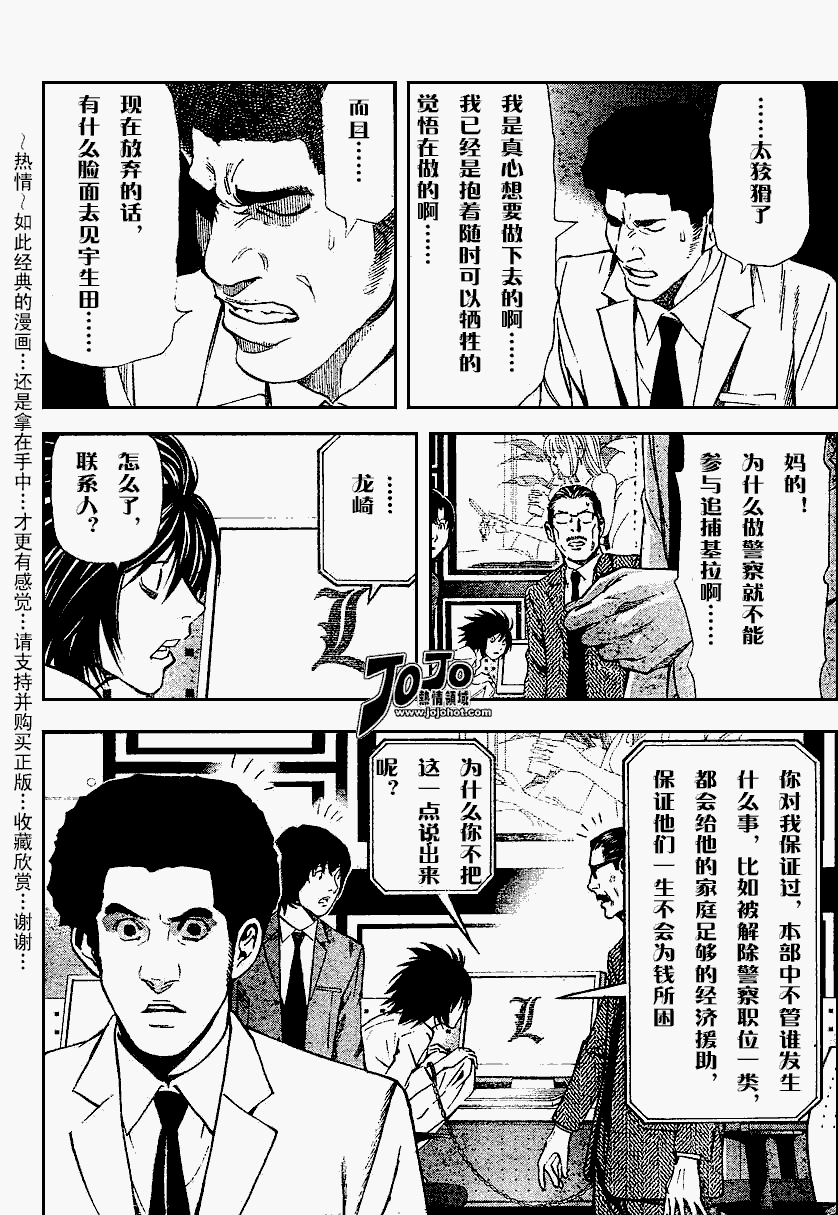 ……太狡猾了
我是真心想要做下去的啊……
我已经是抱着随时可以牺牲的
觉悟在做的啊……
而且……
现在放弃的话，
有什么脸面去见宇生田……
妈的！
为什么做警察就不能
参与追捕基拉啊……
……
龙崎
怎么了，
联系人？
L
你对我保证过，本部中不管谁发生
什么事，比如被解除警察职位一类，
都会给他的家庭足够的经济援助，
保证他们一生不会为钱所困
为什么你不把
这一点说出来
呢？
L
JOJO
热情领域
www.jojohot.com
～热情～如此经典的漫画…还是拿在手中…才更有感觉…请支持并购买正版…收藏欣赏…谢谢…